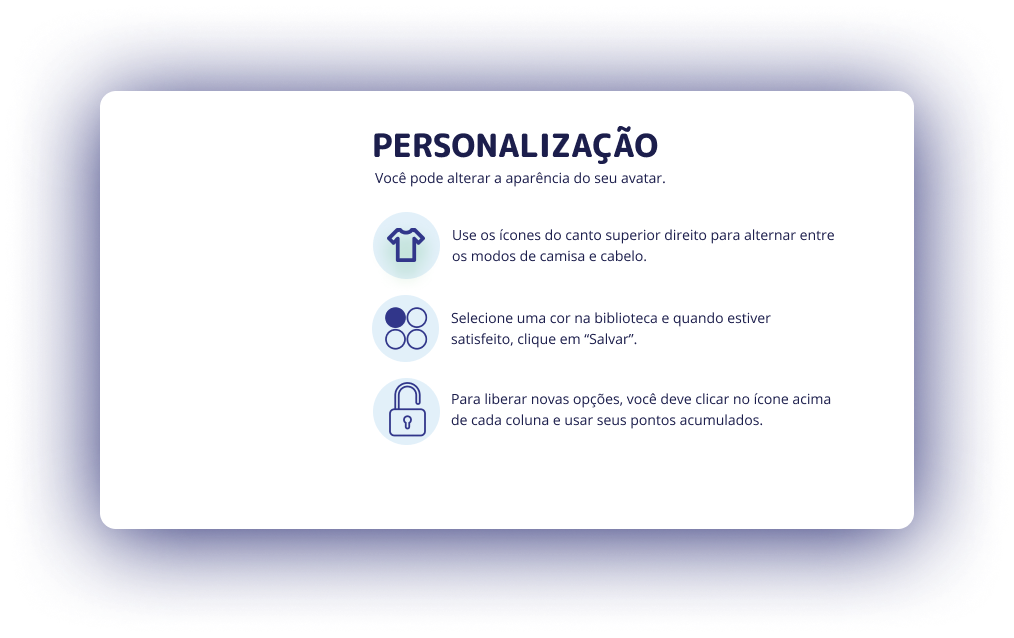 PERSONALIZAÇÃO
Você pode alterar a aparência do seu avatar.
Use os ícones do canto superior direito para alternar entre
os modos de camisa e cabelo.
Selecione uma cor na biblioteca e quando estiver
satisfeito, clique em “Salvar”.
Para liberar novas opções, você deve clicar no ícone acima
de cada coluna e usar seus pontos acumulados.